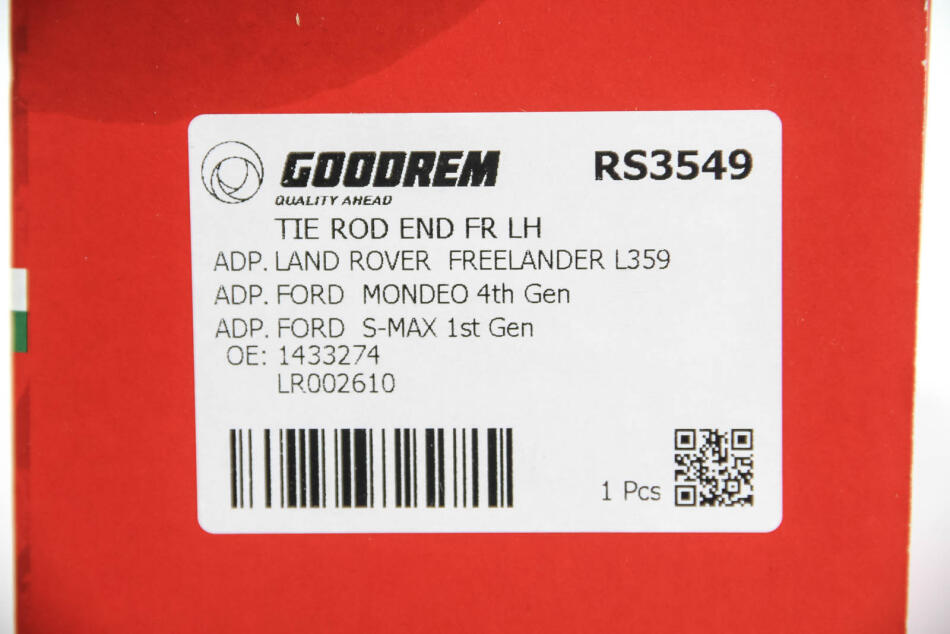 GOODREM
RS3549
QUALITY AHEAD
TIE ROD END FR LH
ADP. LAND ROVER FREELANDER L359
ADP. FORD MONDEO 4th Gen
ADP. FORD S-MAX 1st Gen
OE: 1433274
LR002610
1 Pcs